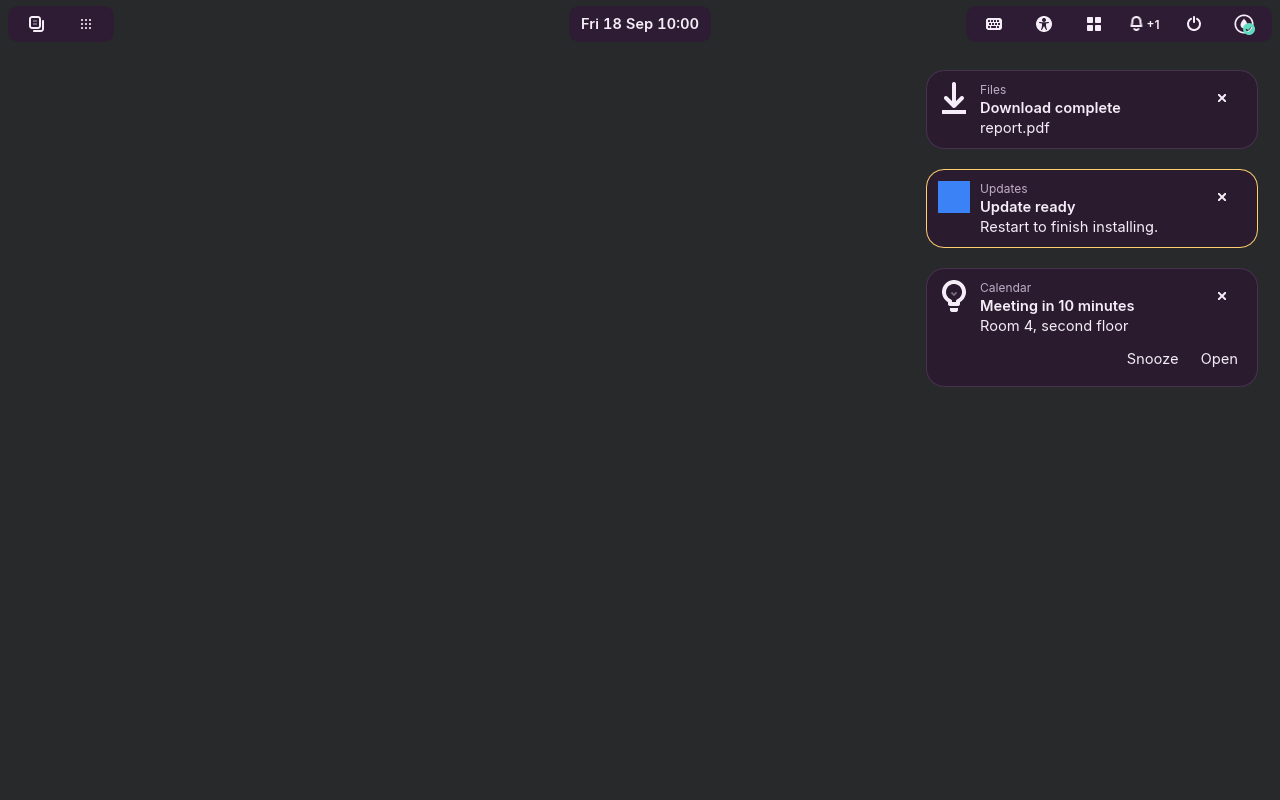 Fri 18 Sep 10:00
+1
Files
Download complete
report.pdf
Updates
Update ready
Restart to finish installing.
Calendar
Meeting in 10 minutes
Room 4, second floor
Snooze Open